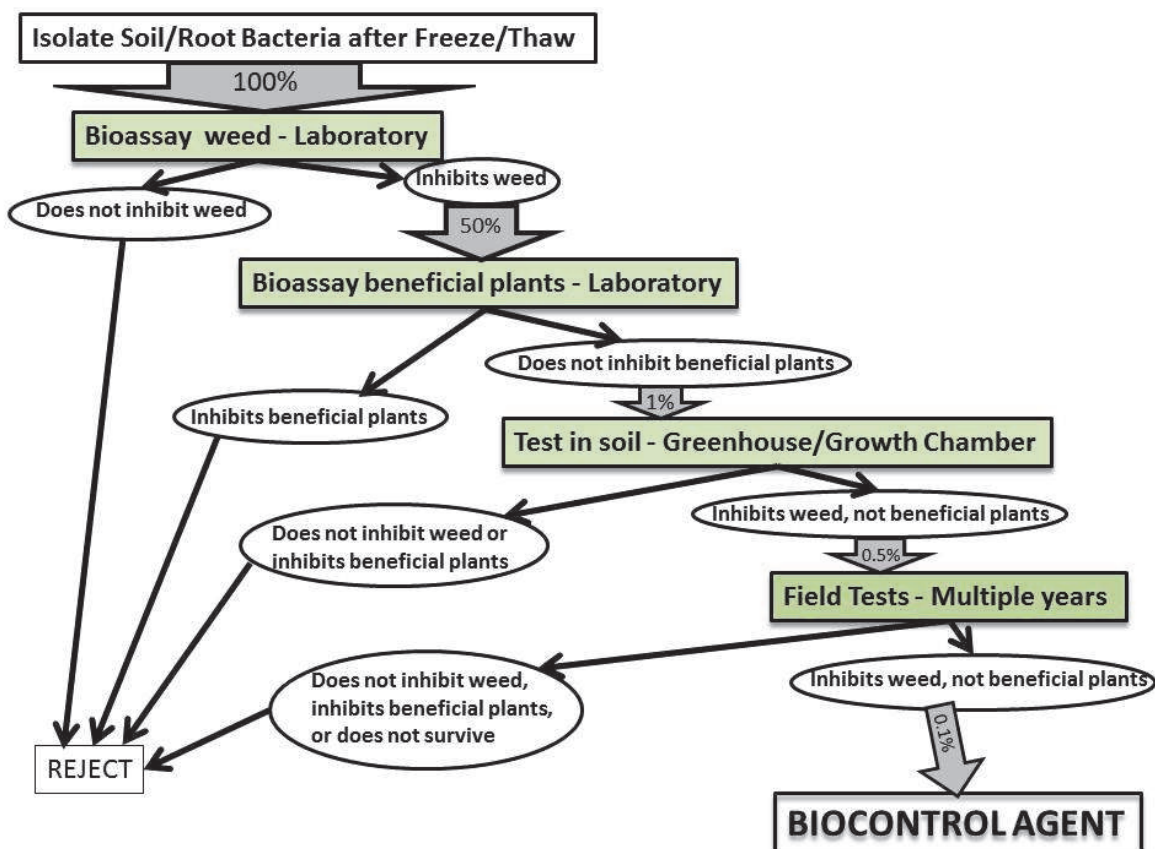 Isolate Soil/Root Bacteria after Freeze/Thaw
100%
Bioassay weed - Laboratory
Does not inhibit weed
Inhibits weed
50%
Bioassay beneficial plants - Laboratory
Does not inhibit beneficial plants
Inhibits beneficial plants
1%
Test in soil - Greenhouse/Growth Chamber
Does not inhibit weed or
inhibits beneficial plants
Inhibits weed, not beneficial plants
0.5%
Field Tests - Multiple years
Does not inhibit weed,
inhibits beneficial plants,
or does not survive
Inhibits weed, not beneficial plants
0.1%
REJECT
BIOCONTROL AGENT